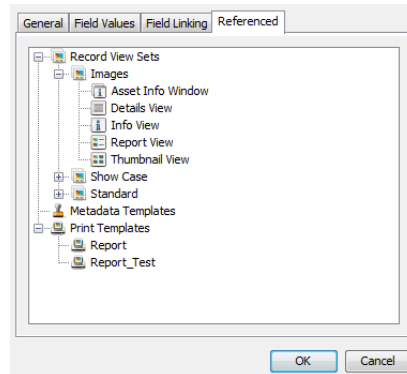 General Field Values Field Linking Referenced
Record View Sets
Images
Asset Info Window
Details View
Info View
Report View
Thumbnail View
Show Case
Standard
Metadata Templates
Print Templates
Report
Report_Test
OK Cancel